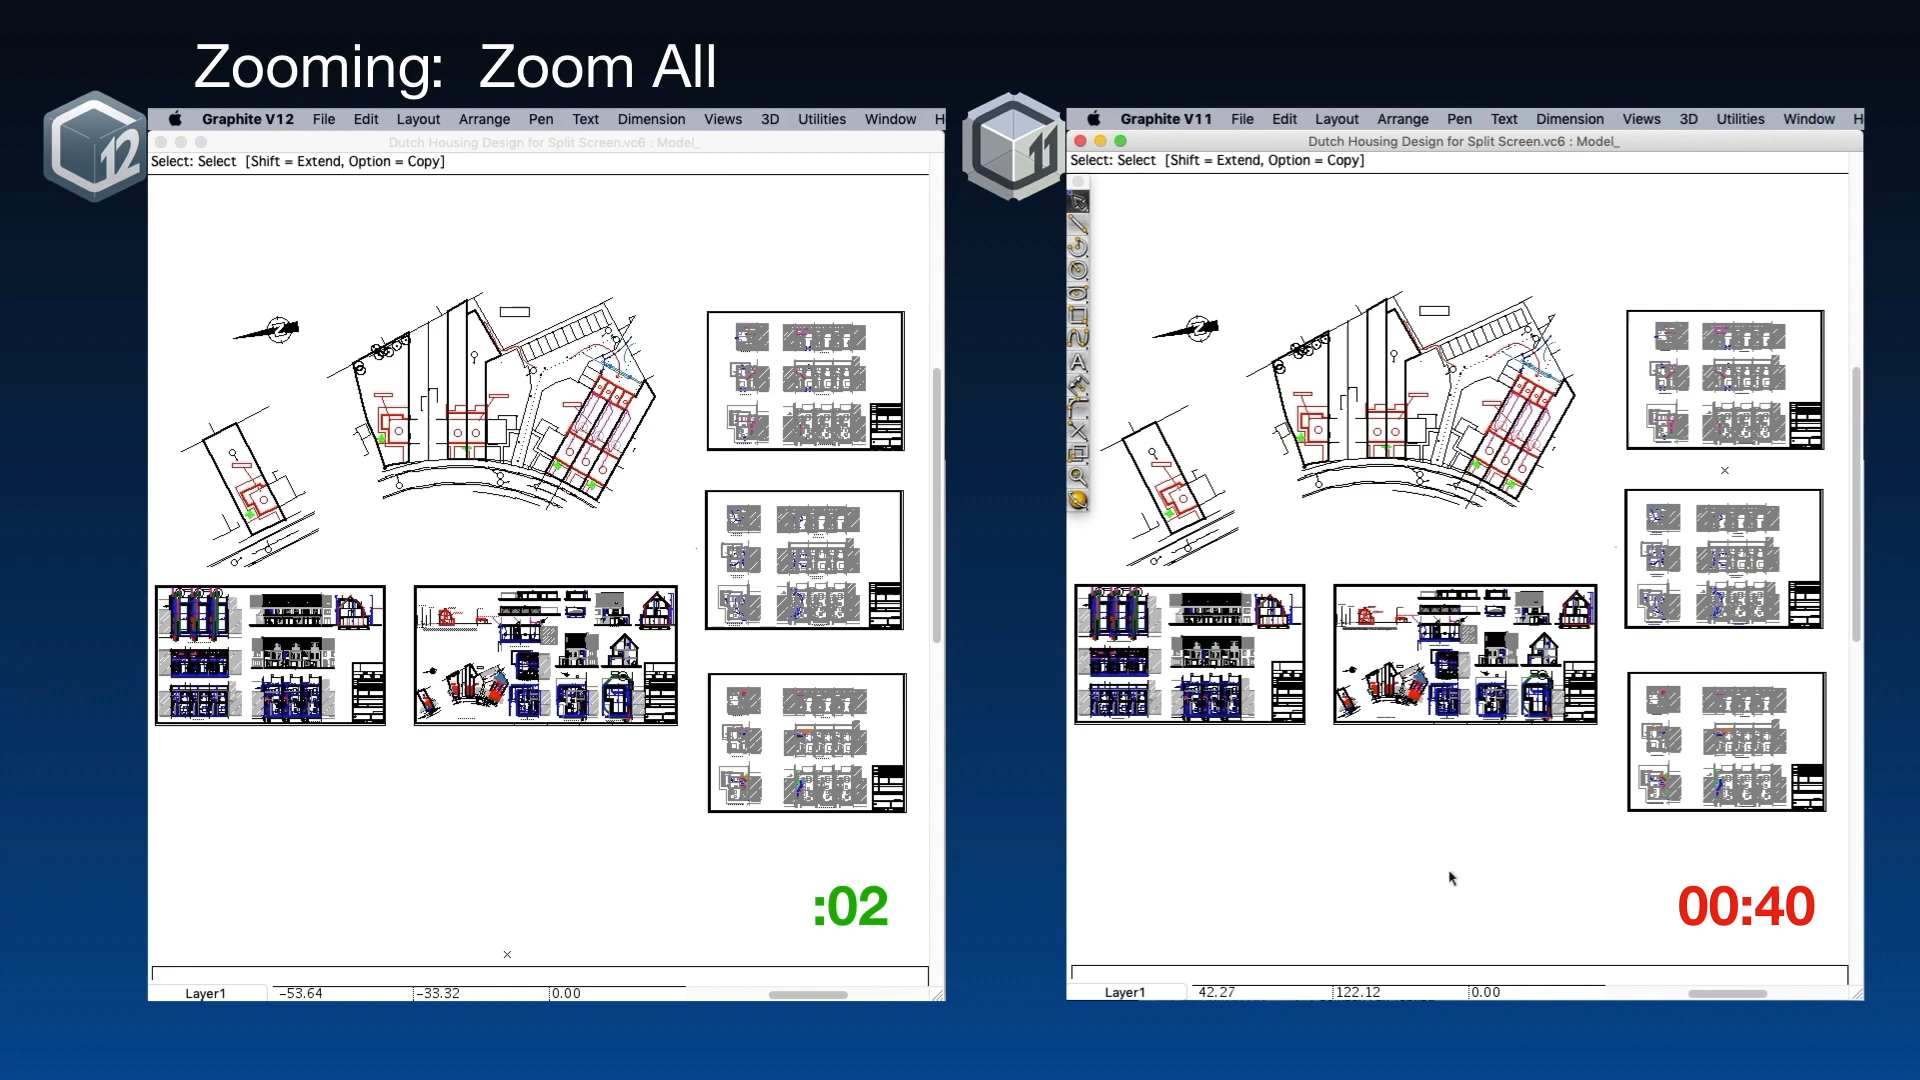 Zooming:  Zoom All
12
Graphite V12 File Edit Layout Arrange Pen Text Dimension Views 3D Utilities Window H
Dutch Housing Design for Split Screen.vc6 : Model_
Select: Select  [Shift = Extend, Option = Copy]
:02
Layer1 -53.64 -33.32 0.00
11
Graphite V11 File Edit Layout Arrange Pen Text Dimension Views 3D Utilities Window H
Dutch Housing Design for Split Screen.vc6 : Model_
Select: Select  [Shift = Extend, Option = Copy]
00:40
Layer1 42.27 122.12 0.00